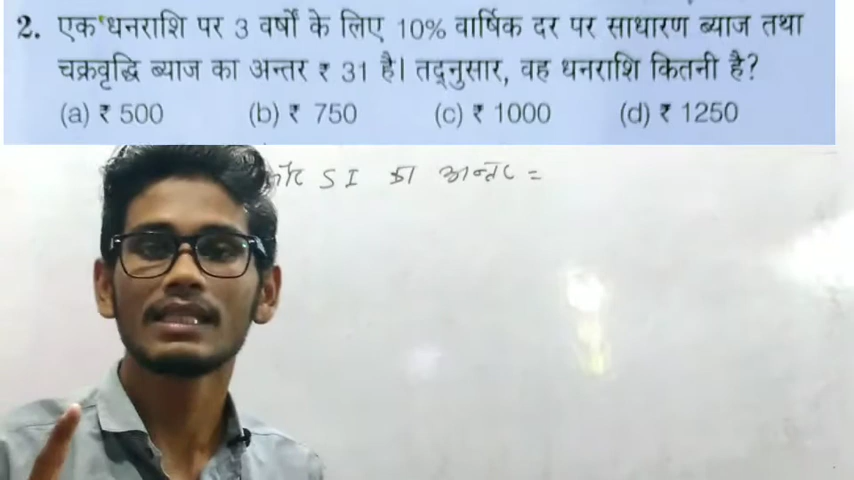 2. एक धनराशि पर 3 वर्षों के लिए 10% वार्षिक दर पर साधारण ब्याज तथा
चक्रवृद्धि ब्याज का अन्तर ₹ 31 है। तद्नुसार, वह धनराशि कितनी है?
(a) ₹ 500 (b) ₹ 750 (c) ₹ 1000 (d) ₹ 1250
SI का अन्तर =